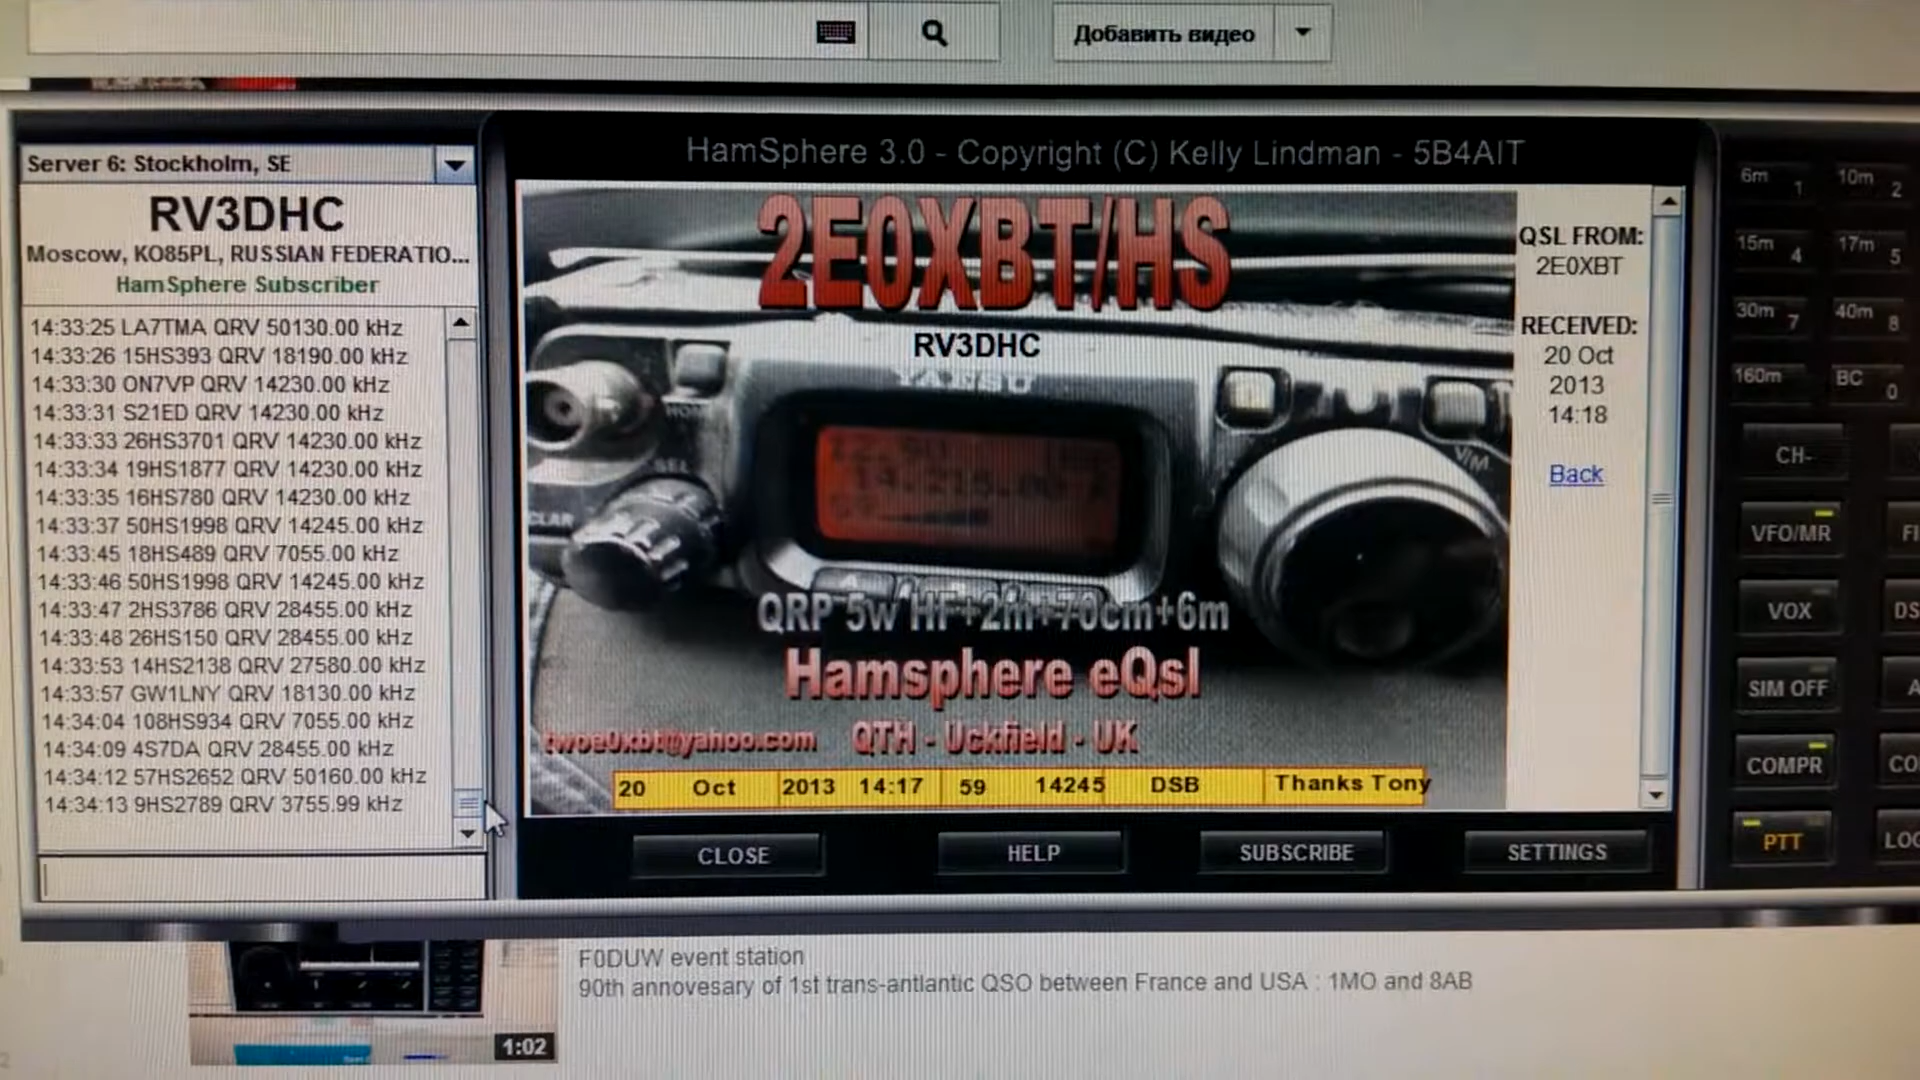 Добавить видео
HamSphere 3.0 - Copyright (C) Kelly Lindman - 5B4AIT
Server 6: Stockholm, SE
RV3DHC
Moscow, KO85PL, RUSSIAN FEDERATIO...
HamSphere Subscriber
14:33:25 LA7TMA QRV 50130.00 kHz
14:33:26 15HS393 QRV 18190.00 kHz
14:33:30 ON7VP QRV 14230.00 kHz
14:33:31 S21ED QRV 14230.00 kHz
14:33:33 26HS3701 QRV 14230.00 kHz
14:33:34 19HS1877 QRV 14230.00 kHz
14:33:35 16HS780 QRV 14230.00 kHz
14:33:37 50HS1998 QRV 14245.00 kHz
14:33:45 18HS489 QRV 7055.00 kHz
14:33:46 50HS1998 QRV 14245.00 kHz
14:33:47 2HS3786 QRV 28455.00 kHz
14:33:48 26HS150 QRV 28455.00 kHz
14:33:53 14HS2138 QRV 27580.00 kHz
14:33:57 GW1LNY QRV 18130.00 kHz
14:34:04 108HS934 QRV 7055.00 kHz
14:34:09 4S7DA QRV 28455.00 kHz
14:34:12 57HS2652 QRV 50160.00 kHz
14:34:13 9HS2789 QRV 3755.99 kHz
2E0XBT/HS
RV3DHC
YAESU
HOME
SEL
V/M
CLAR
14.215.00
QRP 5w HF+2m+70cm+6m
Hamsphere eQsl
twoe0xbt@yahoo.com QTH - Uckfield - UK
20 Oct 2013 14:17 59 14245 DSB Thanks Tony
QSL FROM:
2E0XBT
RECEIVED:
20 Oct
2013
14:18
Back
CLOSE HELP SUBSCRIBE SETTINGS
6m 1 10m 2
15m 4 17m 5
30m 7 40m 8
160m BC 0
CH-
VFO/MR
VOX
SIM OFF
COMPR
PTT
F0DUW event station
90th annovesary of 1st trans-antlantic QSO between France and USA : 1MO and 8AB
1:02